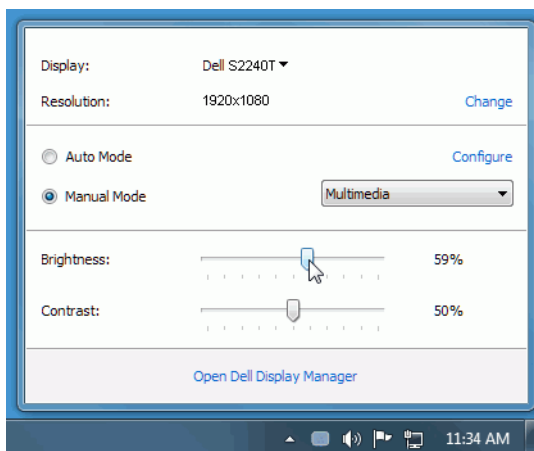 Display: Dell S2240T
Resolution: 1920x1080 Change
Auto Mode Configure
Manual Mode Multimedia
Brightness: 59%
Contrast: 50%
Open Dell Display Manager
11:34 AM